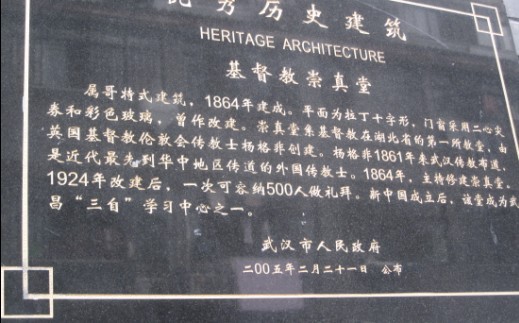 优秀历史建筑
HERITAGE ARCHITECTURE
基督教崇真堂
属哥特式建筑，1864年建成。平面为拉丁十字形，门窗采用二心尖
券和彩色玻璃，曾作改建。崇真堂系基督教在湖北省的第一所教堂，由
英国基督教伦敦会传教士杨格非创建。杨格非1861年来武汉传教布道，
是近代最先到华中地区传道的外国传教士。1864年，主持修建崇真堂。
1924年改建后，一次可容纳500人做礼拜。新中国成立后，该堂成为武
昌“三自”学习中心之一。
武汉市人民政府
二〇〇五年二月二十一日 公布